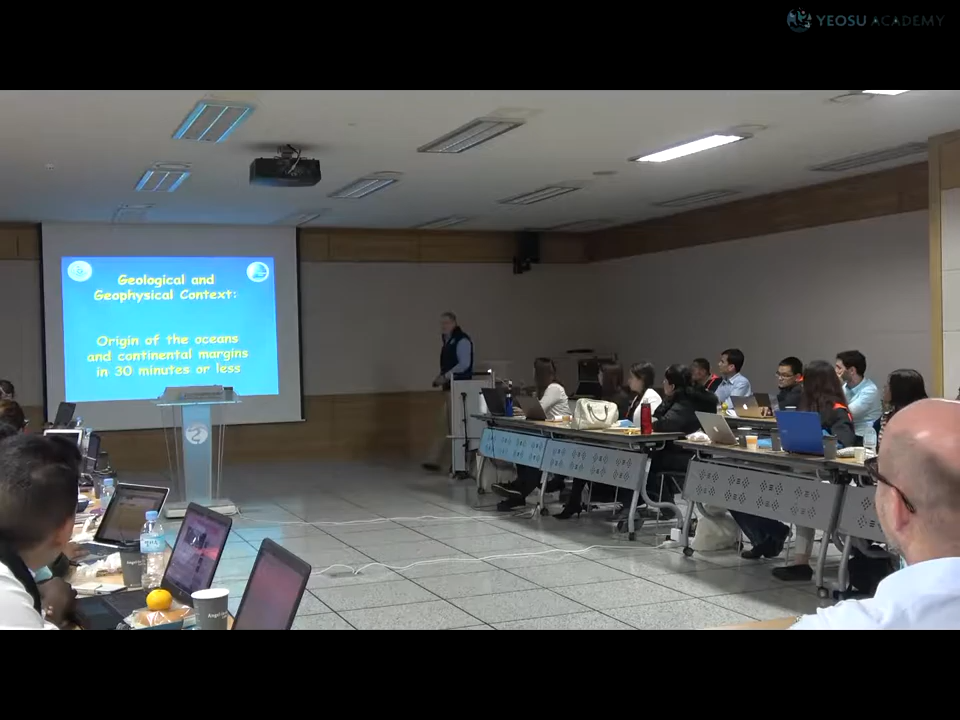 YEOSU ACADEMY
Geological and
Geophysical Context:
Origin of the oceans
and continental margins
in 30 minutes or less